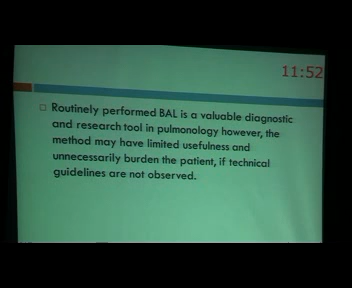 11:52
□ Routinely performed BAL is a valuable diagnostic
and research tool in pulmonology however, the
method may have limited usefulness and
unnecessarily burden the patient, if technical
guidelines are not observed.